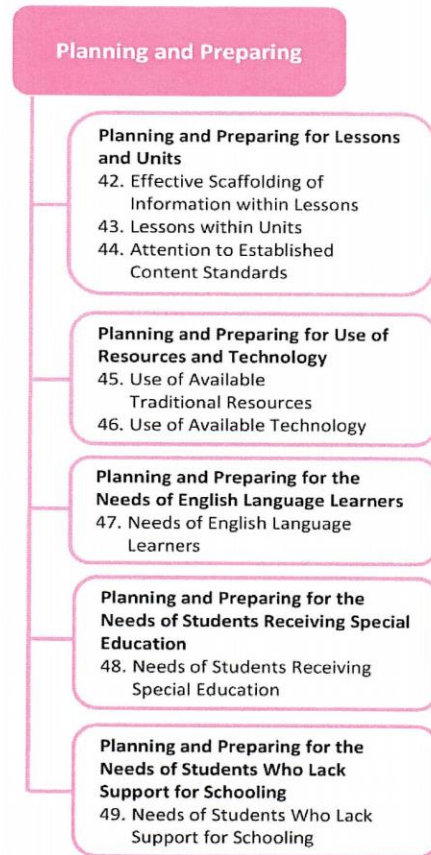 Planning and Preparing
Planning and Preparing for Lessons
and Units
42. Effective Scaffolding of
Information within Lessons
43. Lessons within Units
44. Attention to Established
Content Standards
Planning and Preparing for Use of
Resources and Technology
45. Use of Available
Traditional Resources
46. Use of Available Technology
Planning and Preparing for the
Needs of English Language Learners
47. Needs of English Language
Learners
Planning and Preparing for the
Needs of Students Receiving Special
Education
48. Needs of Students Receiving
Special Education
Planning and Preparing for the
Needs of Students Who Lack
Support for Schooling
49. Needs of Students Who Lack
Support for Schooling